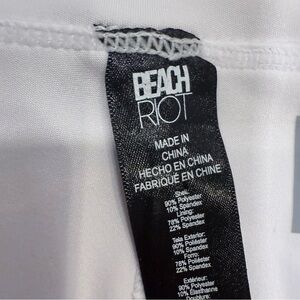 BEACH
RIOT
MADE IN
CHINA
HECHO EN CHINA
FABRIQUÉ EN CHINE
Shell:
90% Polyester
10% Spandex
Lining:
78% Polyester
22% Spandex
Tela Exterior:
90% Poliéster
10% Spandex
Forro:
78% Poliéster
22% Spandex
Extérieur:
90% Polyester
10% Élasthanne
Doublure: